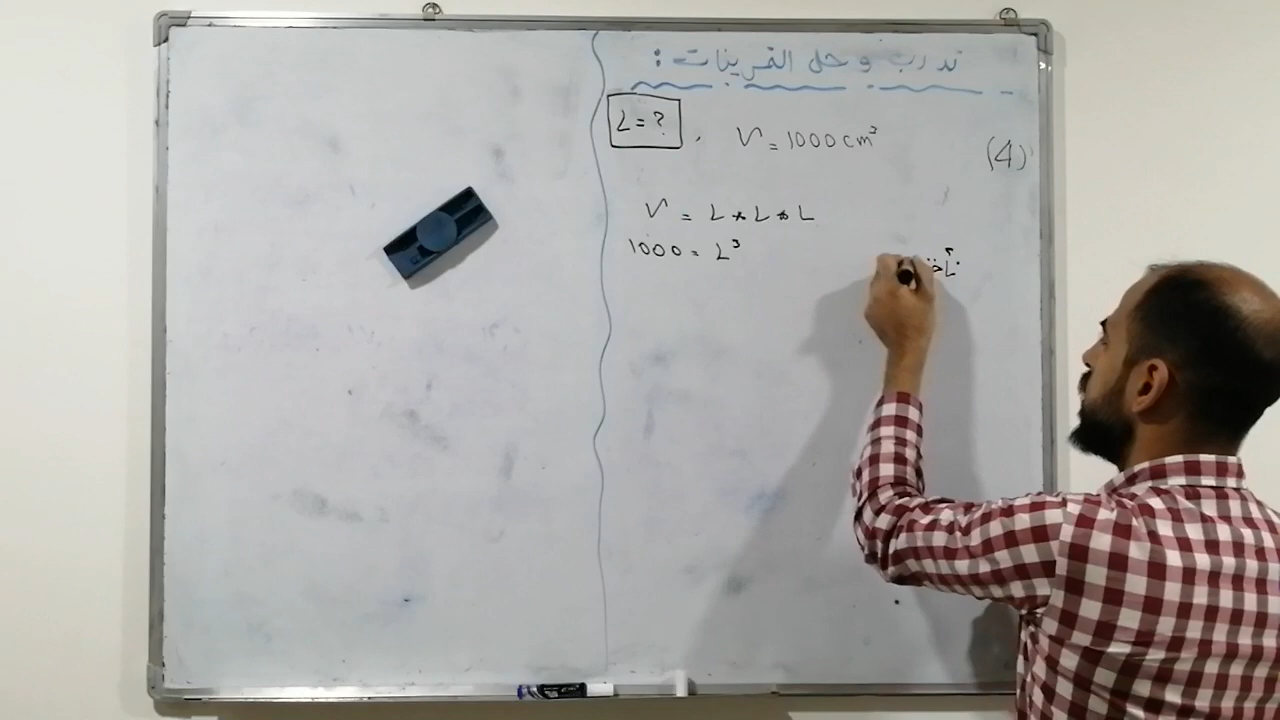 تدرب وحل التمرينات :
L = ? , V = 1000 cm³ (4)
V = L * L * L
1000 = L³